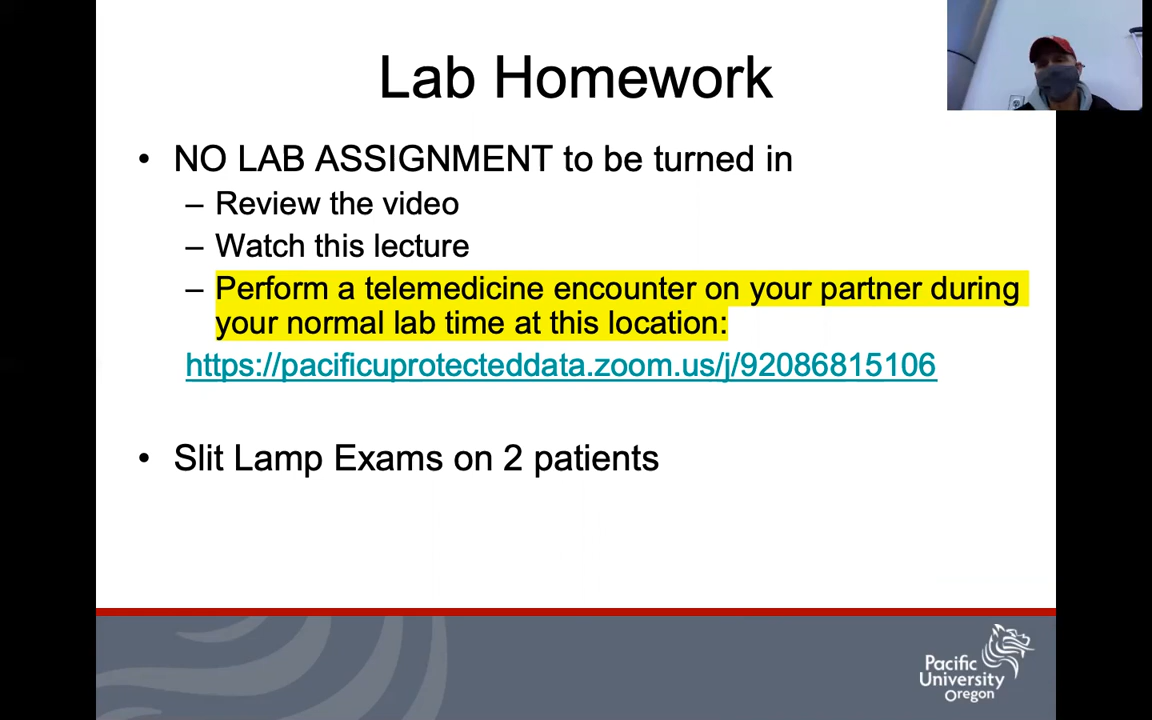 Lab Homework
• NO LAB ASSIGNMENT to be turned in
– Review the video
– Watch this lecture
– Perform a telemedicine encounter on your partner during
your normal lab time at this location:
https://pacificuprotecteddata.zoom.us/j/92086815106
• Slit Lamp Exams on 2 patients
Pacific
University
Oregon